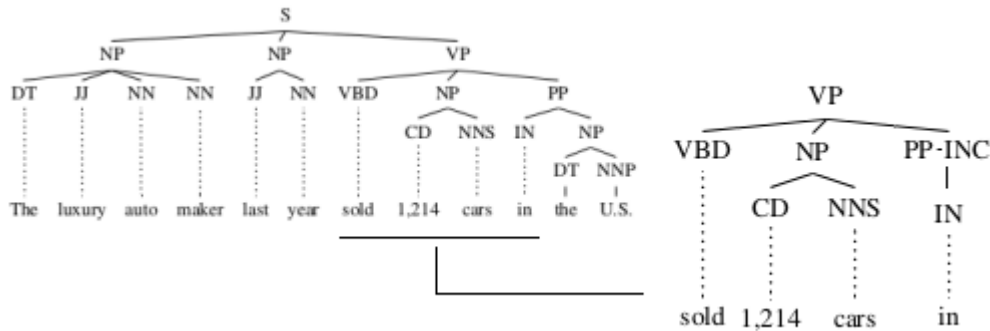 S
NP NP VP
DT JJ NN NN JJ NN VBD NP PP
CD NNS IN NP
DT NNP
The luxury auto maker last year sold 1,214 cars in the U.S.
VP
VBD NP PP-INC
CD NNS IN
sold 1,214 cars in